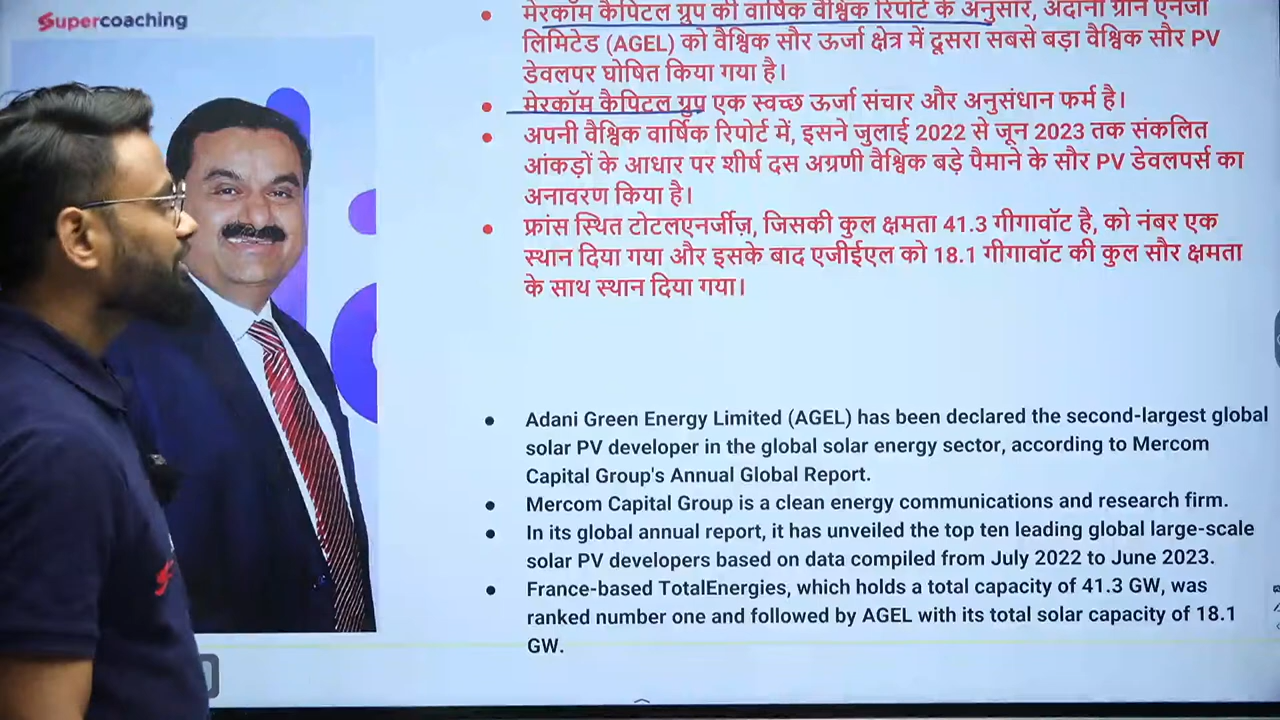 Supercoaching
मेरकॉम कैपिटल ग्रुप की वार्षिक वैश्विक रिपोर्ट के अनुसार, अदानी ग्रीन एनर्जी
लिमिटेड (AGEL) को वैश्विक सौर ऊर्जा क्षेत्र में दूसरा सबसे बड़ा वैश्विक सौर PV
डेवलपर घोषित किया गया है।
मेरकॉम कैपिटल ग्रुप एक स्वच्छ ऊर्जा संचार और अनुसंधान फर्म है।
अपनी वैश्विक वार्षिक रिपोर्ट में, इसने जुलाई 2022 से जून 2023 तक संकलित
आंकड़ों के आधार पर शीर्ष दस अग्रणी वैश्विक बड़े पैमाने के सौर PV डेवलपर्स का
अनावरण किया है।
फ्रांस स्थित टोटलएनर्जीज़, जिसकी कुल क्षमता 41.3 गीगावॉट है, को नंबर एक
स्थान दिया गया और इसके बाद एजीईएल को 18.1 गीगावॉट की कुल सौर क्षमता
के साथ स्थान दिया गया।
Adani Green Energy Limited (AGEL) has been declared the second-largest global
solar PV developer in the global solar energy sector, according to Mercom
Capital Group's Annual Global Report.
Mercom Capital Group is a clean energy communications and research firm.
In its global annual report, it has unveiled the top ten leading global large-scale
solar PV developers based on data compiled from July 2022 to June 2023.
France-based TotalEnergies, which holds a total capacity of 41.3 GW, was
ranked number one and followed by AGEL with its total solar capacity of 18.1
GW.